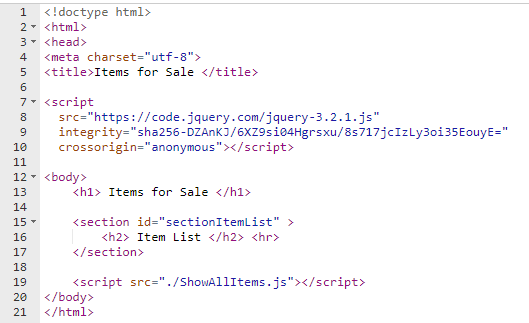 1 <!doctype html>
2 <html>
3 <head>
4 <meta charset="utf-8">
5 <title>Items for Sale </title>
6
7 <script
8 src="https://code.jquery.com/jquery-3.2.1.js"
9 integrity="sha256-DZAnKJ/6XZ9si04Hgrsxu/8s717jcIzLy3oi35EouyE="
10 crossorigin="anonymous"></script>
11
12 <body>
13 <h1> Items for Sale </h1>
14
15 <section id="sectionItemList" >
16 <h2> Item List </h2> <hr>
17 </section>
18
19 <script src="./ShowAllItems.js"></script>
20 </body>
21 </html>